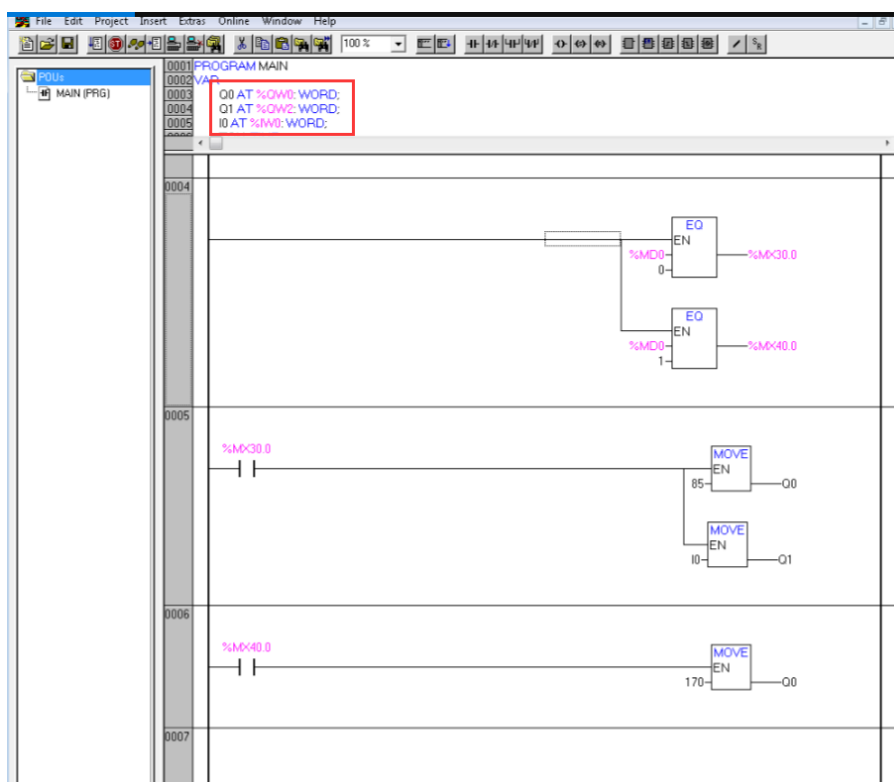 File Edit Project Insert Extras Online Window Help
100 %
POUs
MAIN (PRG)
0001 PROGRAM MAIN
0002 VAR
0003 Q0 AT %QW0: WORD;
0004 Q1 AT %QW2: WORD;
0005 I0 AT %IW0: WORD;
0004
EQ
EN
%MD0 %MX30.0
0
EQ
EN
%MD0 %MX40.0
1
0005
%MX30.0
MOVE
EN
85 Q0
MOVE
EN
I0 Q1
0006
%MX40.0
MOVE
EN
170 Q0
0007